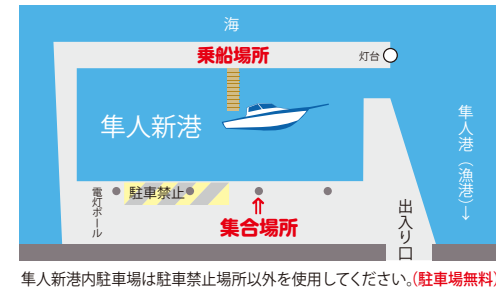 海
乗船場所
灯台
隼人新港
隼人港（漁港）→
電灯ポール
駐車禁止
⇑
集合場所
出入り口
隼人新港内駐車場は駐車禁止場所以外を使用してください。(駐車場無料)